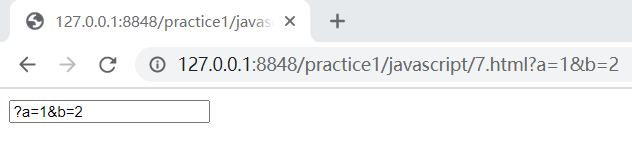 127.0.0.1:8848/practice1/javas
127.0.0.1:8848/practice1/javascript/7.html?a=1&b=2
?a=1&b=2